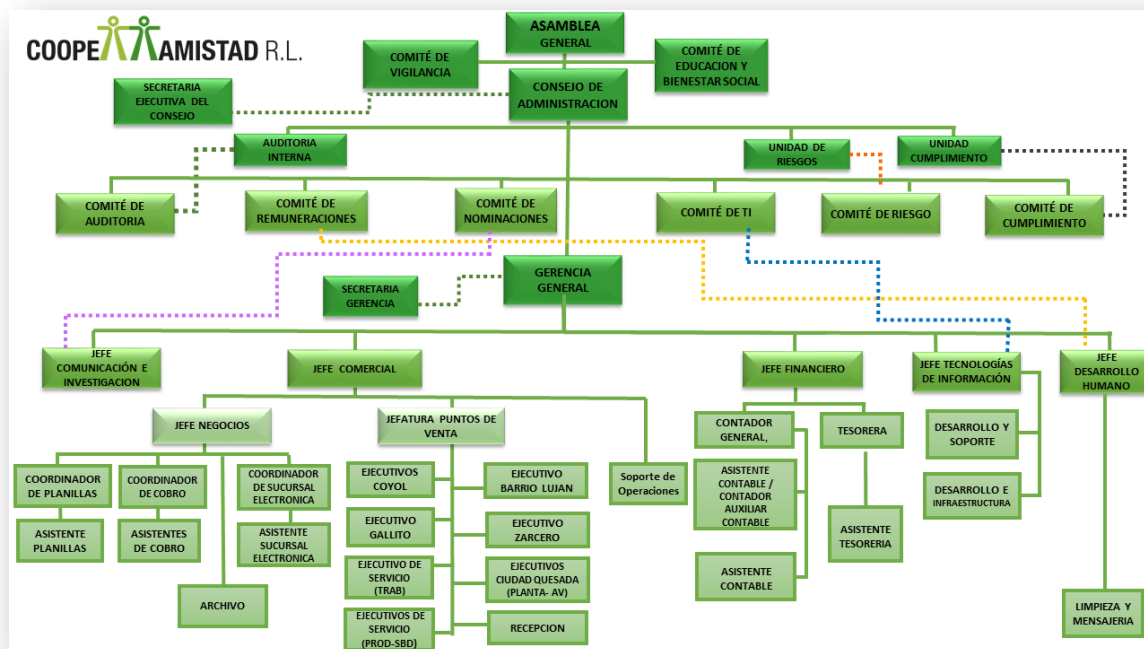 COOPE AMISTAD R.L.
ASAMBLEA
GENERAL
COMITÉ DE
VIGILANCIA
COMITÉ DE
EDUCACION Y
BIENESTAR SOCIAL
SECRETARIA
EJECUTIVA DEL
CONSEJO
CONSEJO DE
ADMINISTRACION
AUDITORIA
INTERNA
UNIDAD DE
RIESGOS
UNIDAD
CUMPLIMIENTO
COMITÉ DE
AUDITORIA
COMITÉ DE
REMUNERACIONES
COMITÉ DE
NOMINACIONES
COMITÉ DE TI
COMITÉ DE RIESGO
COMITÉ DE
CUMPLIMIENTO
SECRETARIA
GERENCIA
GERENCIA
GENERAL
JEFE
COMUNICACIÓN E
INVESTIGACION
JEFE COMERCIAL
JEFE FINANCIERO
JEFE TECNOLOGÍAS
DE INFORMACIÓN
JEFE
DESARROLLO
HUMANO
JEFE NEGOCIOS
JEFATURA PUNTOS DE
VENTA
CONTADOR
GENERAL,
TESORERA
DESARROLLO Y
SOPORTE
COORDINADOR
DE PLANILLAS
COORDINADOR
DE COBRO
COORDINADOR
DE SUCURSAL
ELECTRONICA
EJECUTIVOS
COYOL
EJECUTIVO
BARRIO LUJAN
Soporte de
Operaciones
ASISTENTE
CONTABLE /
CONTADOR
AUXILIAR
CONTABLE
DESARROLLO E
INFRAESTRUCTURA
ASISTENTE
PLANILLAS
ASISTENTES
DE COBRO
ASISTENTE
SUCURSAL
ELECTRONICA
EJECUTIVO
GALLITO
EJECUTIVO
ZARCERO
ASISTENTE
TESORERIA
EJECUTIVO DE
SERVICIO
(TRAB)
EJECUTIVOS
CIUDAD QUESADA
(PLANTA- AV)
ASISTENTE
CONTABLE
ARCHIVO
EJECUTIVOS DE
SERVICIO
(PROD-SBD)
RECEPCION
LIMPIEZA Y
MENSAJERIA